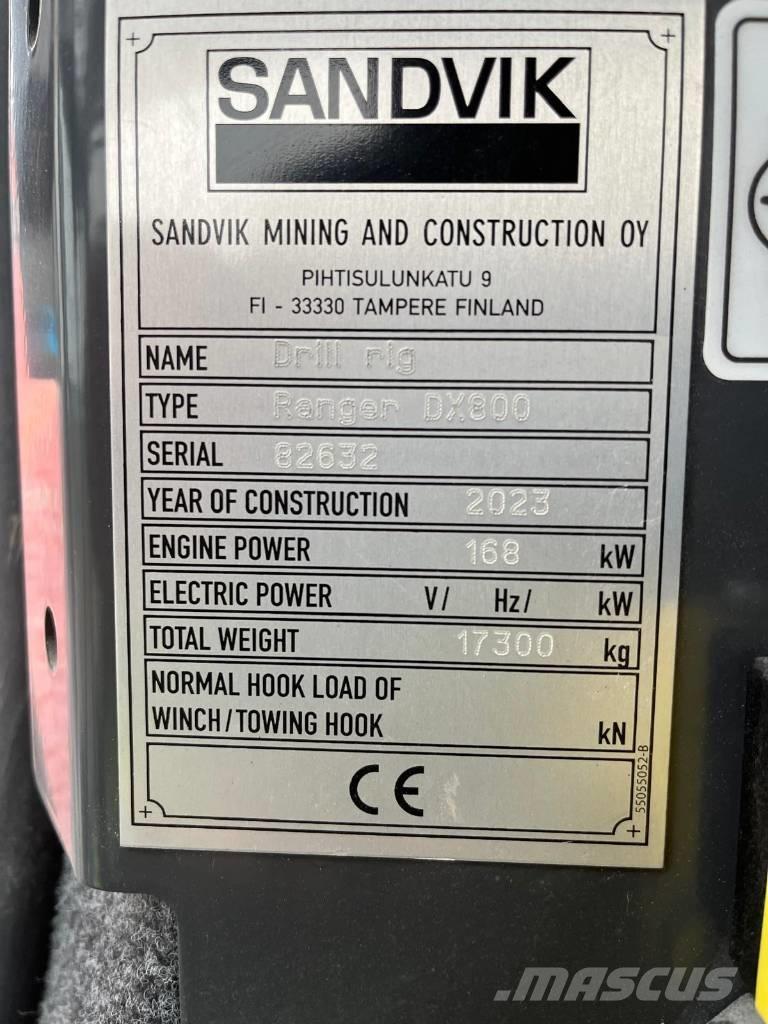 SANDVIK
SANDVIK MINING AND CONSTRUCTION OY
PIHTISULUNKATU 9
FI - 33330 TAMPERE FINLAND
NAME Drill rig
TYPE Ranger DX800
SERIAL 82632
YEAR OF CONSTRUCTION 2023
ENGINE POWER 168 kW
ELECTRIC POWER V/ Hz/ kW
TOTAL WEIGHT 17300 kg
NORMAL HOOK LOAD OF
WINCH/TOWING HOOK kN
CE
55055052-B
MASCUS